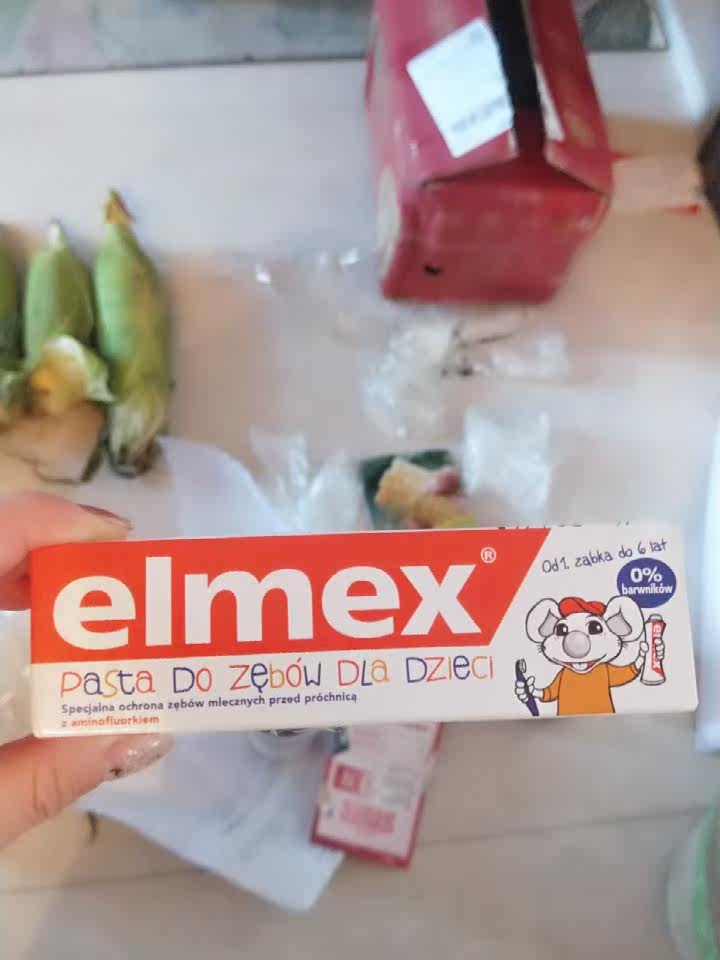 elmex®
Od 1. ząbka do 6 lat
0%
barwników
Pasta do zębów dla dzieci
Specjalna ochrona zębów mlecznych przed próchnicą
z aminofluorkiem
elmex